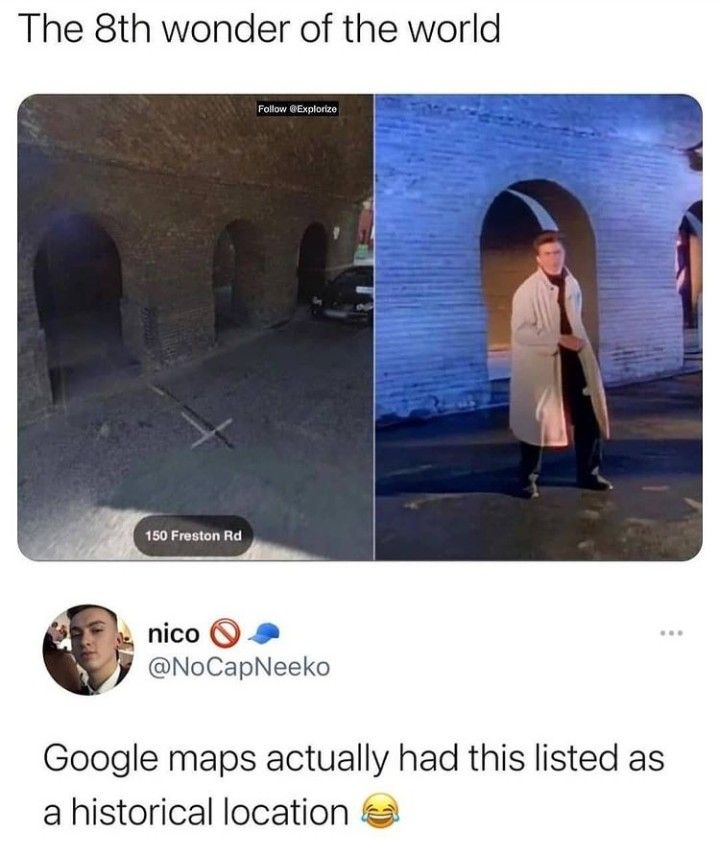 The 8th wonder of the world
Follow @Explorize
150 Freston Rd
nico 🚫 🧢
@NoCapNeeko
Google maps actually had this listed as
a historical location 😂